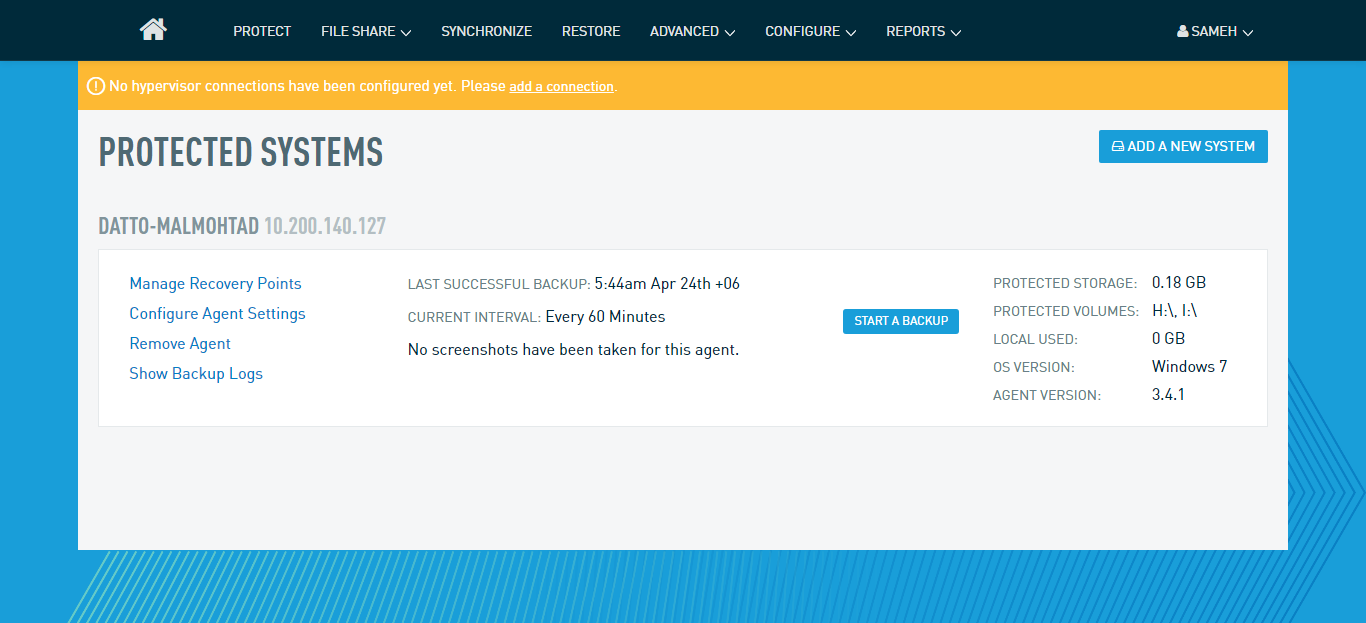 PROTECT FILE SHARE SYNCHRONIZE RESTORE ADVANCED CONFIGURE REPORTS SAMEH
No hypervisor connections have been configured yet. Please add a connection.
PROTECTED SYSTEMS
ADD A NEW SYSTEM
DATTO-MALMOHTAD 10.200.140.127
Manage Recovery Points
Configure Agent Settings
Remove Agent
Show Backup Logs
LAST SUCCESSFUL BACKUP: 5:44am Apr 24th +06
CURRENT INTERVAL: Every 60 Minutes
No screenshots have been taken for this agent.
START A BACKUP
PROTECTED STORAGE: 0.18 GB
PROTECTED VOLUMES: H:\, I:\
LOCAL USED: 0 GB
OS VERSION: Windows 7
AGENT VERSION: 3.4.1